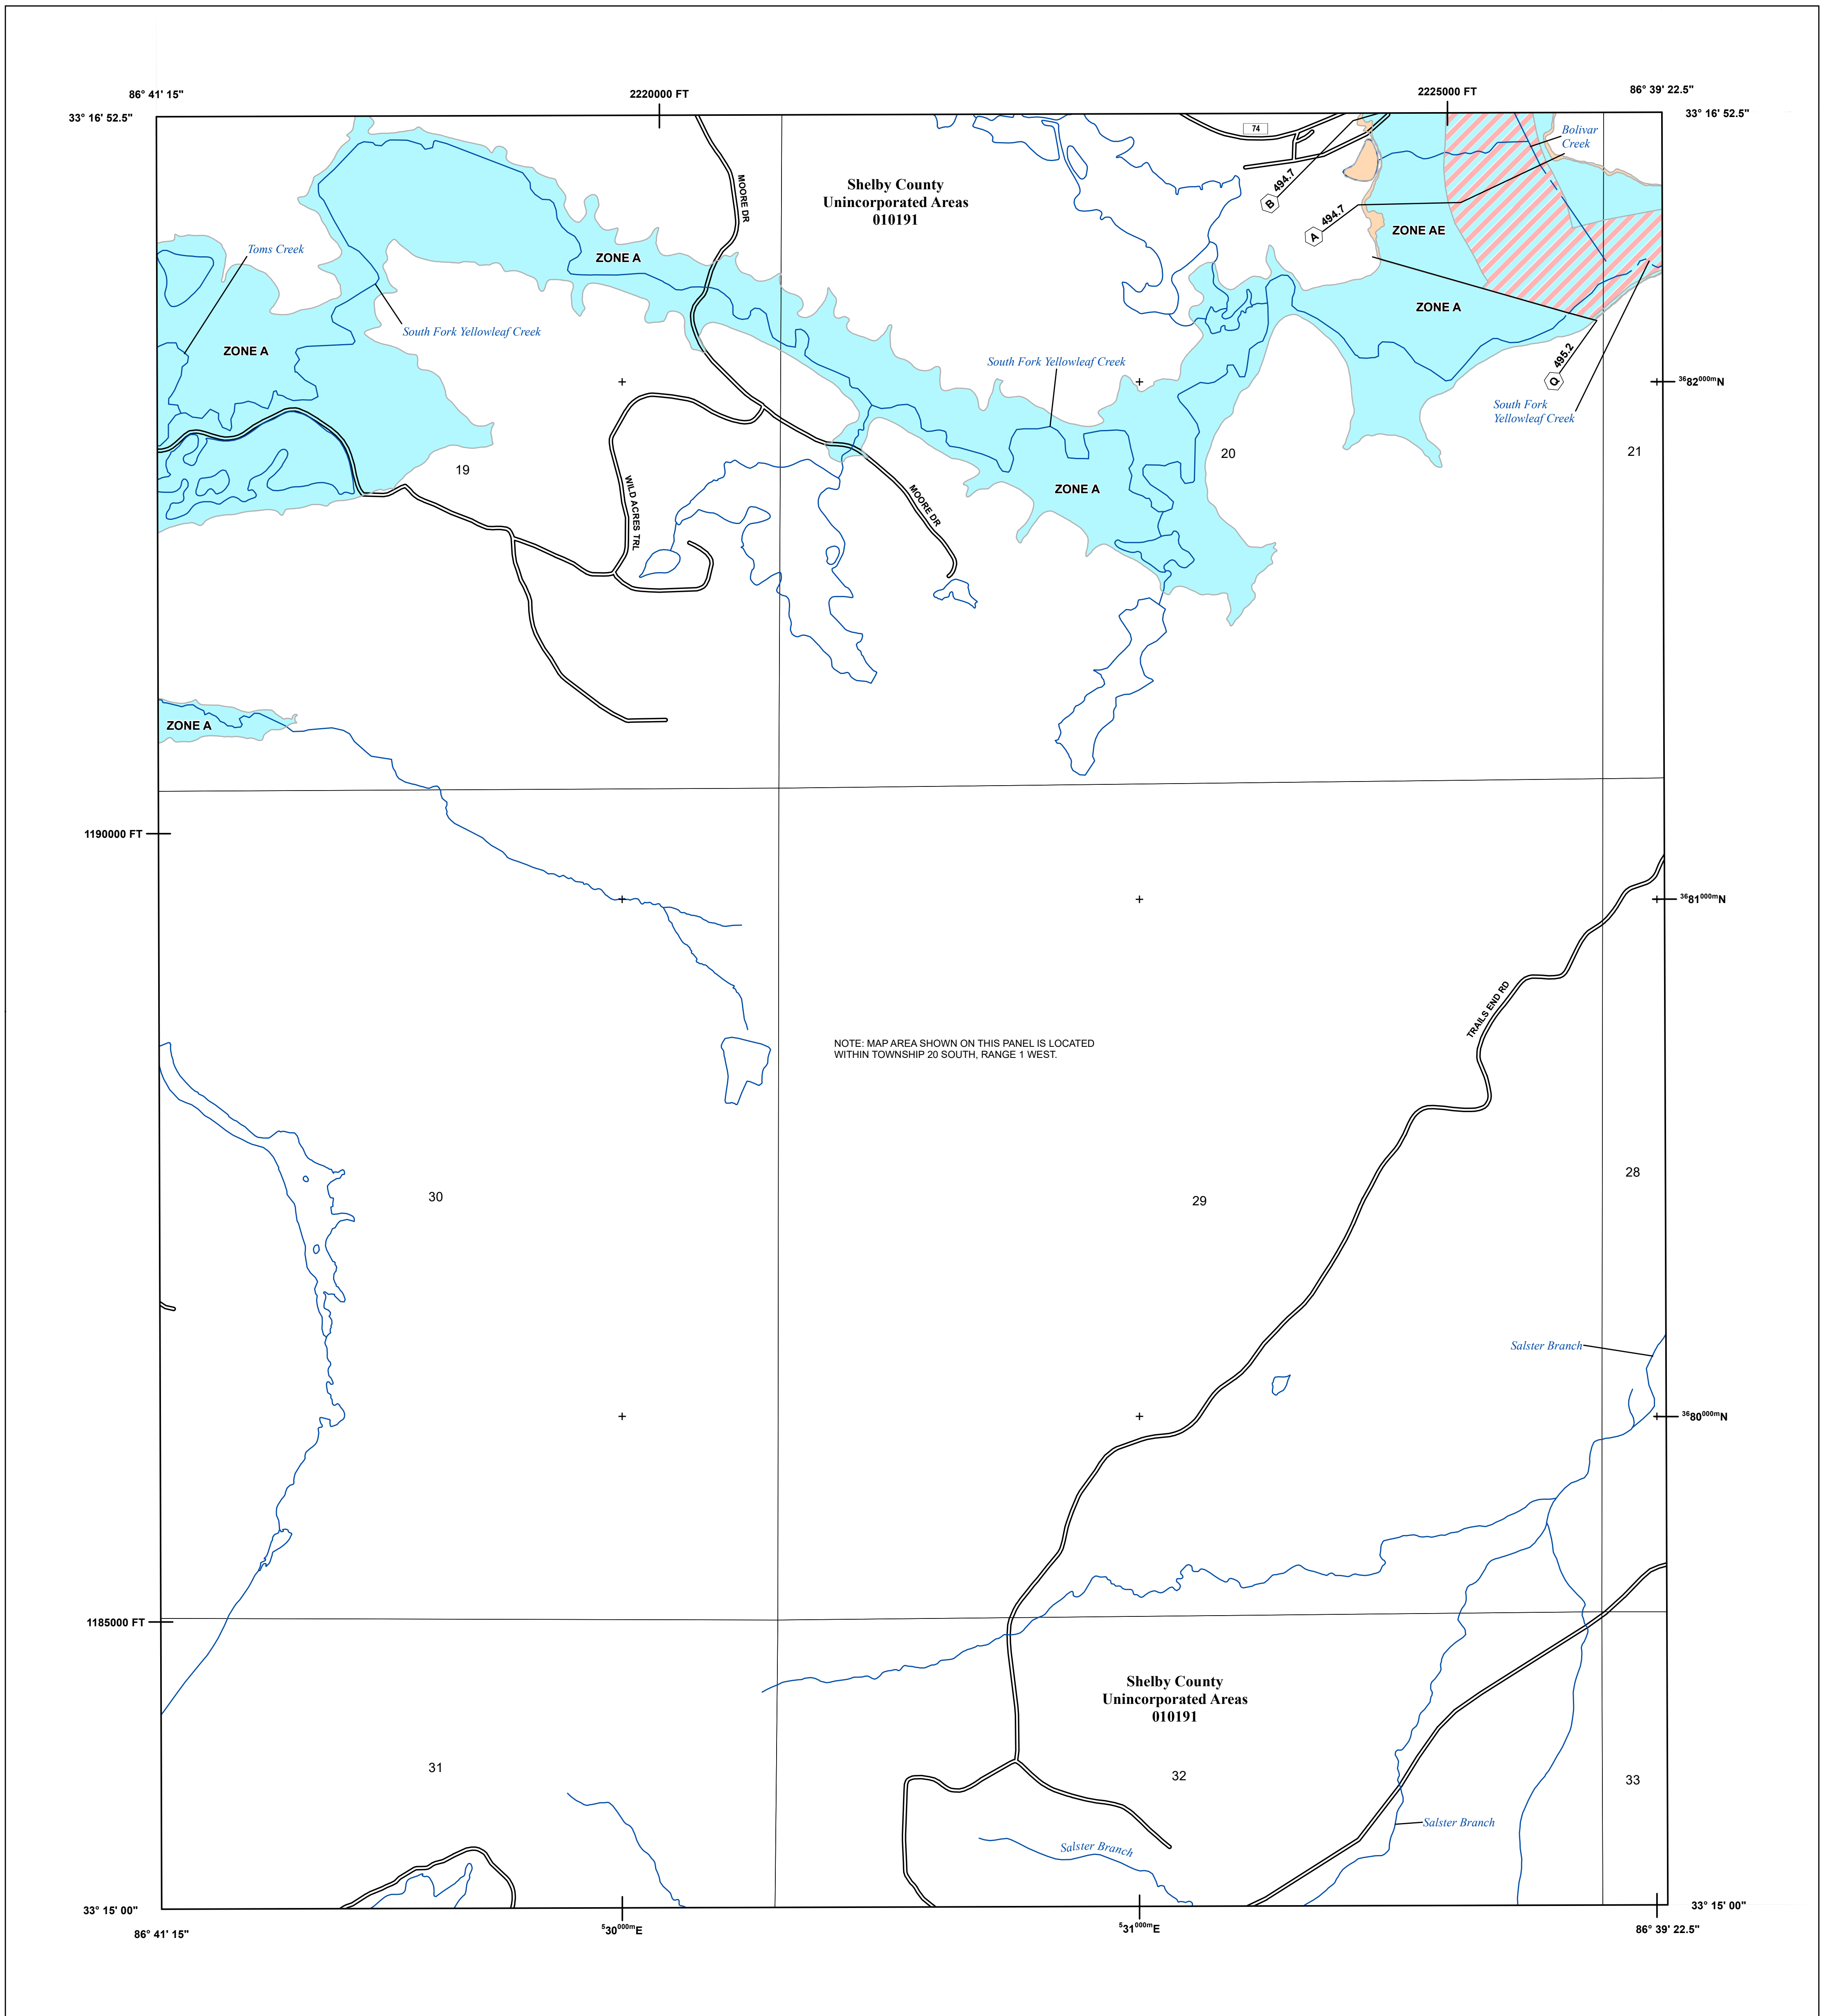 86° 41' 15"
2220000 FT
2225000 FT
86° 39' 22.5"
33° 16' 52.5"
33° 16' 52.5"
74
Bolivar
Creek
MOORE DR
Shelby County
Unincorporated Areas
010191
B
494.7
A
494.7
ZONE AE
Toms Creek
ZONE A
South Fork Yellowleaf Creek
ZONE A
ZONE A
South Fork Yellowleaf Creek
Q
495.2
3682000mN
South Fork
Yellowleaf Creek
19
20
21
WILD ACRES TRL
MOORE DR
ZONE A
ZONE A
1190000 FT
3681000mN
TRAILS END RD
NOTE: MAP AREA SHOWN ON THIS PANEL IS LOCATED
WITHIN TOWNSHIP 20 SOUTH, RANGE 1 WEST.
30
29
28
Salster Branch
3680000mN
1185000 FT
Shelby County
Unincorporated Areas
010191
31
32
33
Salster Branch
Salster Branch
33° 15' 00"
33° 15' 00"
86° 41' 15"
530000mE
531000mE
86° 39' 22.5"